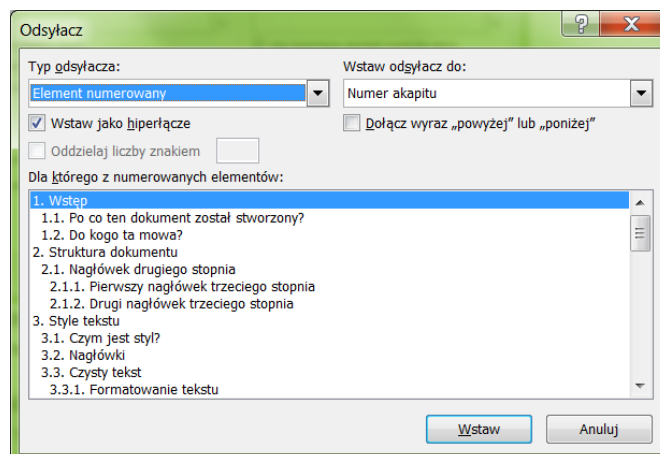 Odsyłacz
Typ odsyłacza:
Wstaw odsyłacz do:
Element numerowany
Numer akapitu
Wstaw jako hiperłącze
Dołącz wyraz „powyżej” lub „poniżej”
Oddzielaj liczby znakiem
Dla którego z numerowanych elementów:
1. Wstęp
1.1. Po co ten dokument został stworzony?
1.2. Do kogo ta mowa?
2. Struktura dokumentu
2.1. Nagłówek drugiego stopnia
2.1.1. Pierwszy nagłówek trzeciego stopnia
2.1.2. Drugi nagłówek trzeciego stopnia
3. Style tekstu
3.1. Czym jest styl?
3.2. Nagłówki
3.3. Czysty tekst
3.3.1. Formatowanie tekstu
Wstaw
Anuluj